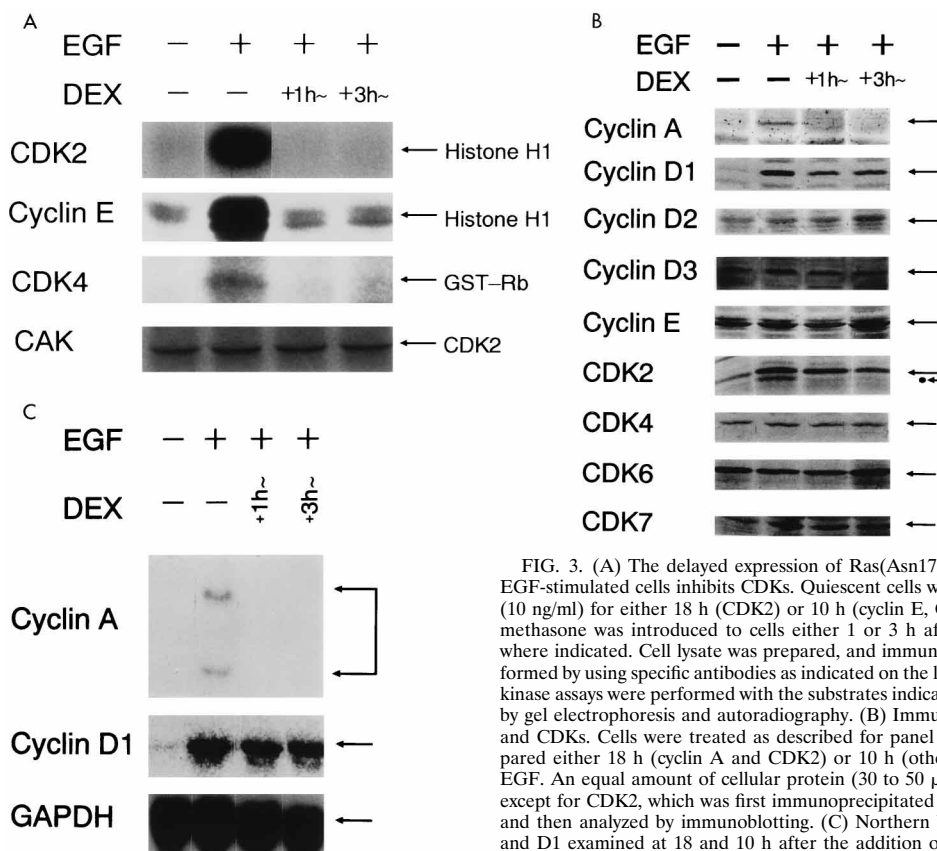 A
EGF − + + +
DEX − − +1h~ +3h~
CDK2 Histone H1
Cyclin E Histone H1
CDK4 GST–Rb
CAK CDK2
B
EGF − + + +
DEX − − +1h~ +3h~
Cyclin A
Cyclin D1
Cyclin D2
Cyclin D3
Cyclin E
CDK2
CDK4
CDK6
CDK7
C
EGF − + + +
DEX − − +1h~ +3h~
Cyclin A
Cyclin D1
GAPDH
FIG. 3. (A) The delayed expression of Ras(Asn17
EGF-stimulated cells inhibits CDKs. Quiescent cells w
(10 ng/ml) for either 18 h (CDK2) or 10 h (cyclin E, C
methasone was introduced to cells either 1 or 3 h af
where indicated. Cell lysate was prepared, and immun
formed by using specific antibodies as indicated on the l
kinase assays were performed with the substrates indica
by gel electrophoresis and autoradiography. (B) Immu
and CDKs. Cells were treated as described for panel
pared either 18 h (cyclin A and CDK2) or 10 h (othe
EGF. An equal amount of cellular protein (30 to 50 μ
except for CDK2, which was first immunoprecipitated
and then analyzed by immunoblotting. (C) Northern
and D1 examined at 18 and 10 h after the addition o